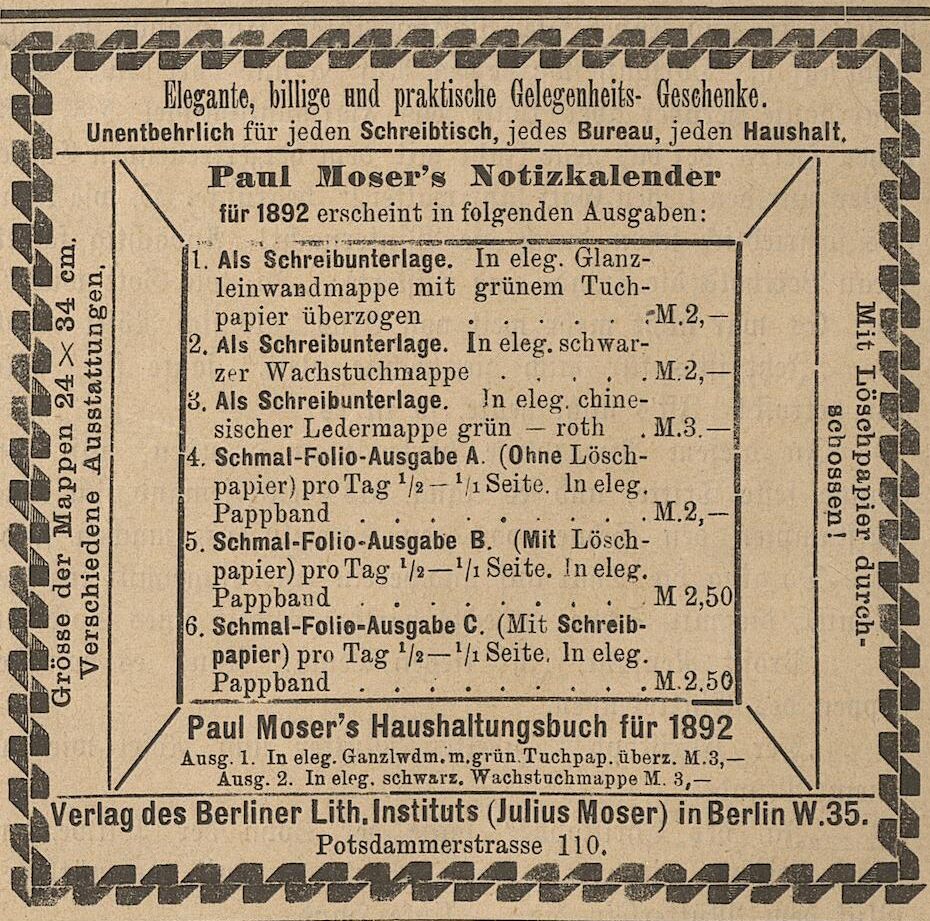 Elegante, billige und praktische Gelegenheits- Geschenke.
Unentbehrlich für jeden Schreibtisch, jedes Bureau, jeden Haushalt.
Grösse der Mappen 24 × 34 cm.
Verschiedene Ausstattungen.
Paul Moser's Notizkalender
für 1892 erscheint in folgenden Ausgaben:
1. Als Schreibunterlage. In eleg. Glanz-
leinwandmappe mit grünem Tuch-
papier überzogen . . . . . . M.2,—
2. Als Schreibunterlage. In eleg. schwar-
zer Wachstuchmappe . . . . . M.2,—
3. Als Schreibunterlage. In eleg. chine-
sischer Ledermappe grün — roth . M.3.—
4. Schmal-Folio-Ausgabe A. (Ohne Lösch-
papier) pro Tag 1/2 — 1/1 Seite. In eleg.
Pappband . . . . . . . . . M.2,—
5. Schmal-Folio-Ausgabe B. (Mit Lösch-
papier) pro Tag 1/2—1/1 Seite. In eleg.
Pappband . . . . . . . . . M 2,50
6. Schmal-Folio-Ausgabe C. (Mit Schreib-
papier) pro Tag 1/2—1/1 Seite. In eleg.
Pappband . . . . . . . . . M.2.50
Paul Moser's Haushaltungsbuch für 1892
Ausg. 1. In eleg. Ganzlwdm.m.grün.Tuchpap. überz. M.3,—
Ausg. 2. In eleg. schwarz. Wachstuchmappe M. 3,—
Mit Löschpapier durch-
schossen!
Verlag des Berliner Lith. Instituts (Julius Moser) in Berlin W.35.
Potsdammerstrasse 110.